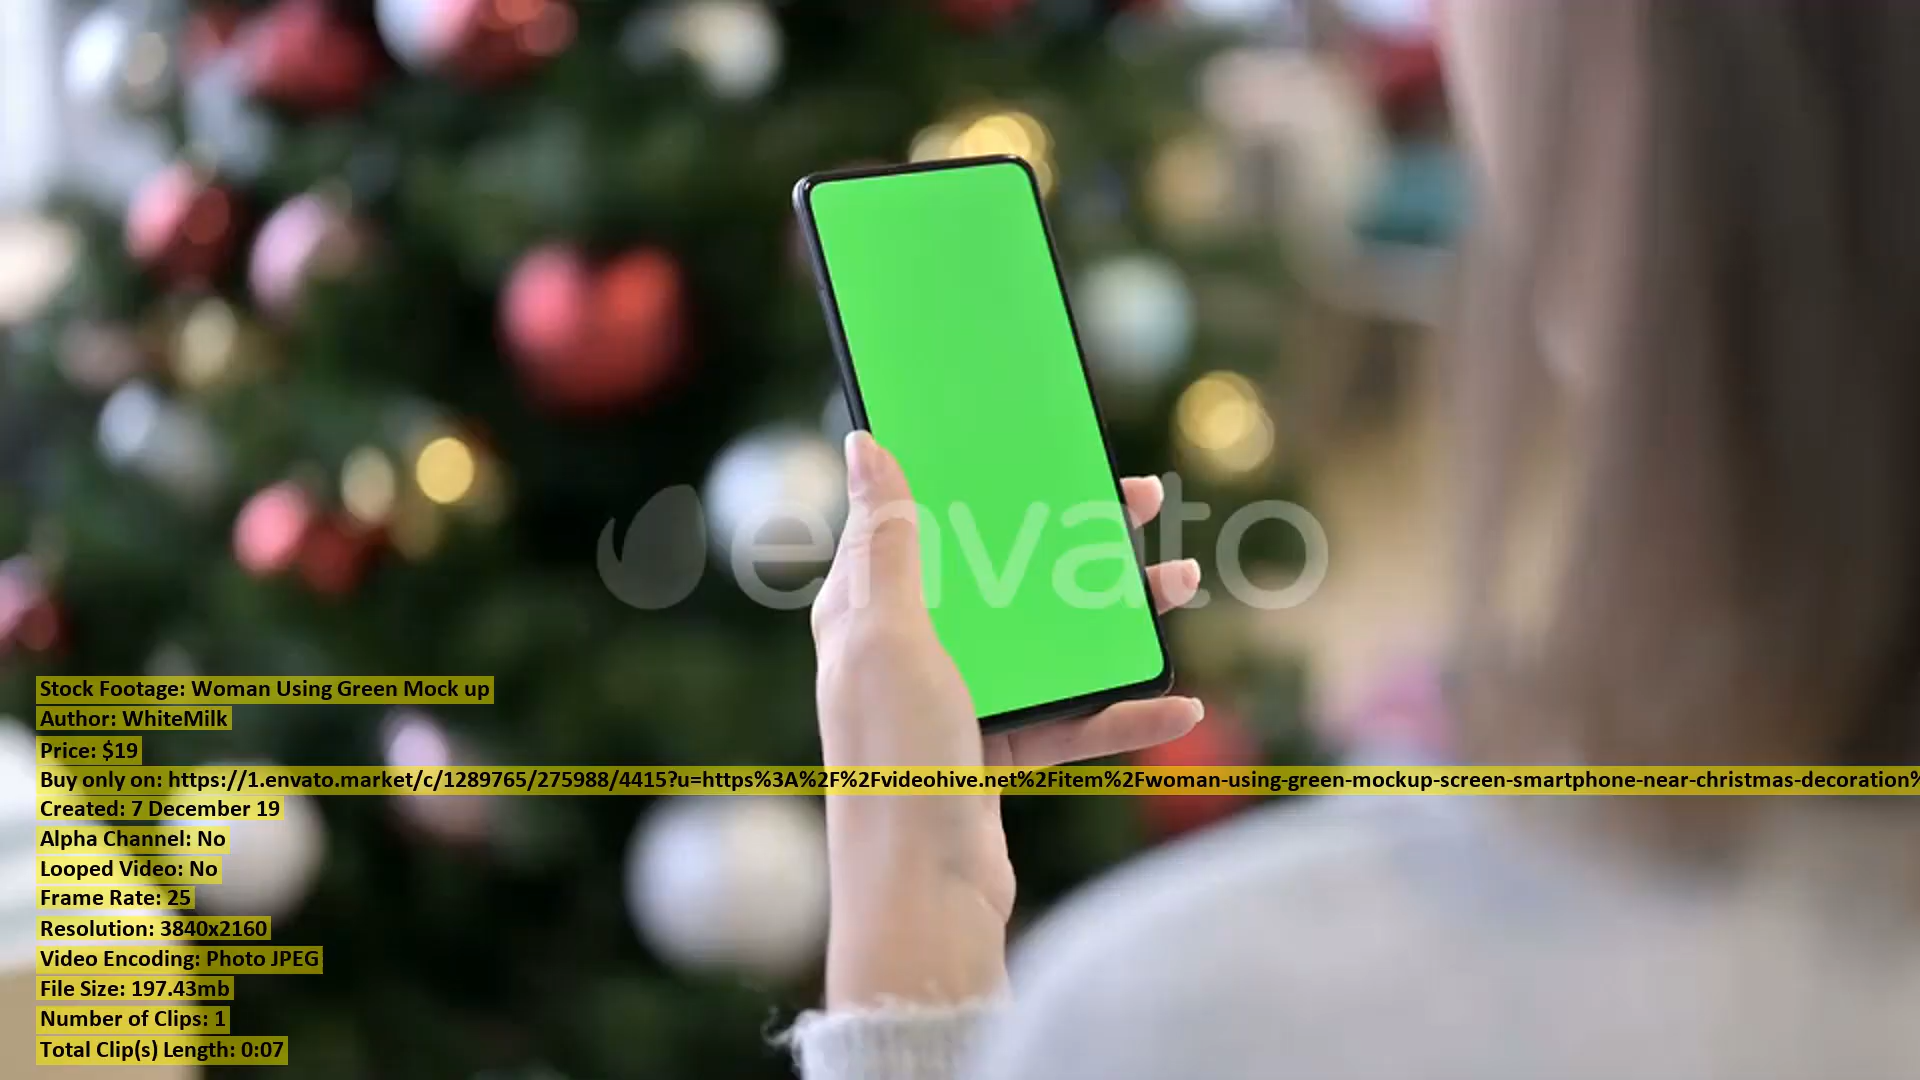 envato
Stock Footage: Woman Using Green Mock up
Author: WhiteMilk
Price: $19
Buy only on: https://1.envato.market/c/1289765/275988/4415?u=https%3A%2F%2Fvideohive.net%2Fitem%2Fwoman-using-green-mockup-screen-smartphone-near-christmas-decoration%
Created: 7 December 19
Alpha Channel: No
Looped Video: No
Frame Rate: 25
Resolution: 3840x2160
Video Encoding: Photo JPEG
File Size: 197.43mb
Number of Clips: 1
Total Clip(s) Length: 0:07